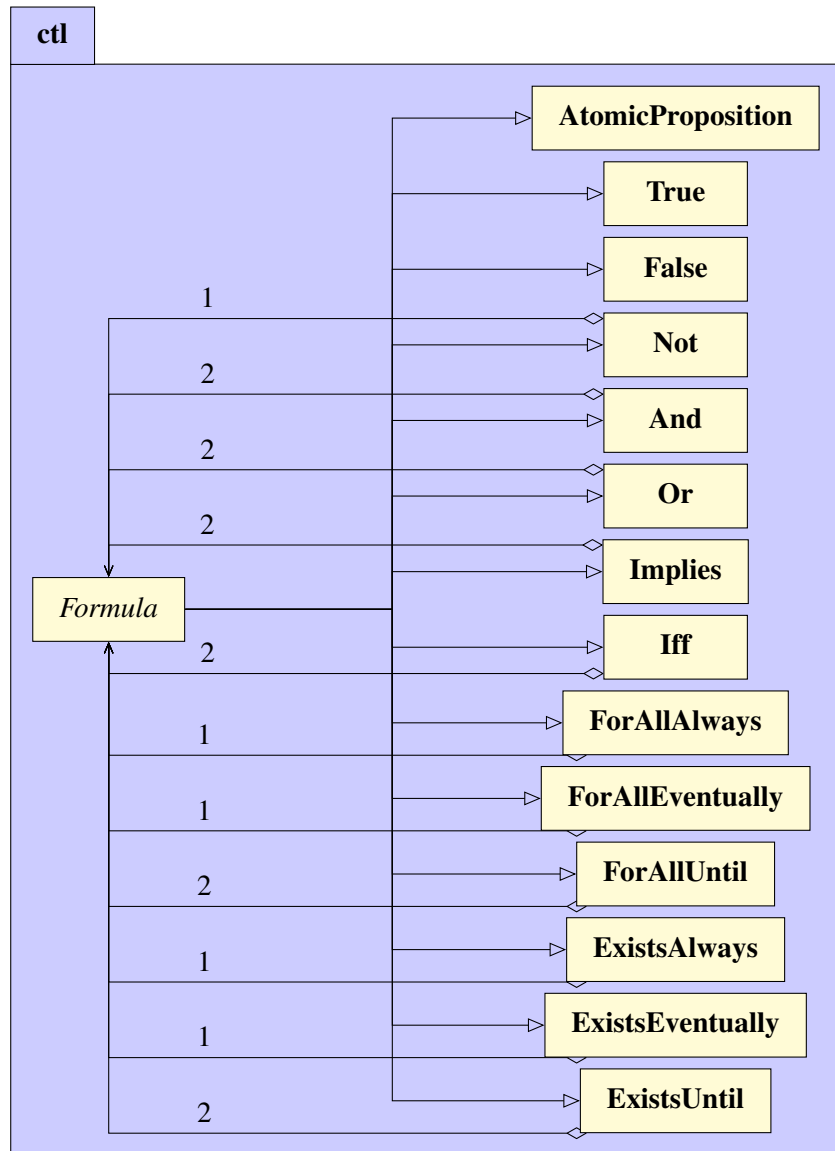 ctl
AtomicProposition
True
False
1
Not
2
And
2
Or
2
Implies
Formula
2
Iff
1
ForAllAlways
1
ForAllEventually
2
ForAllUntil
1
ExistsAlways
1
ExistsEventually
2
ExistsUntil